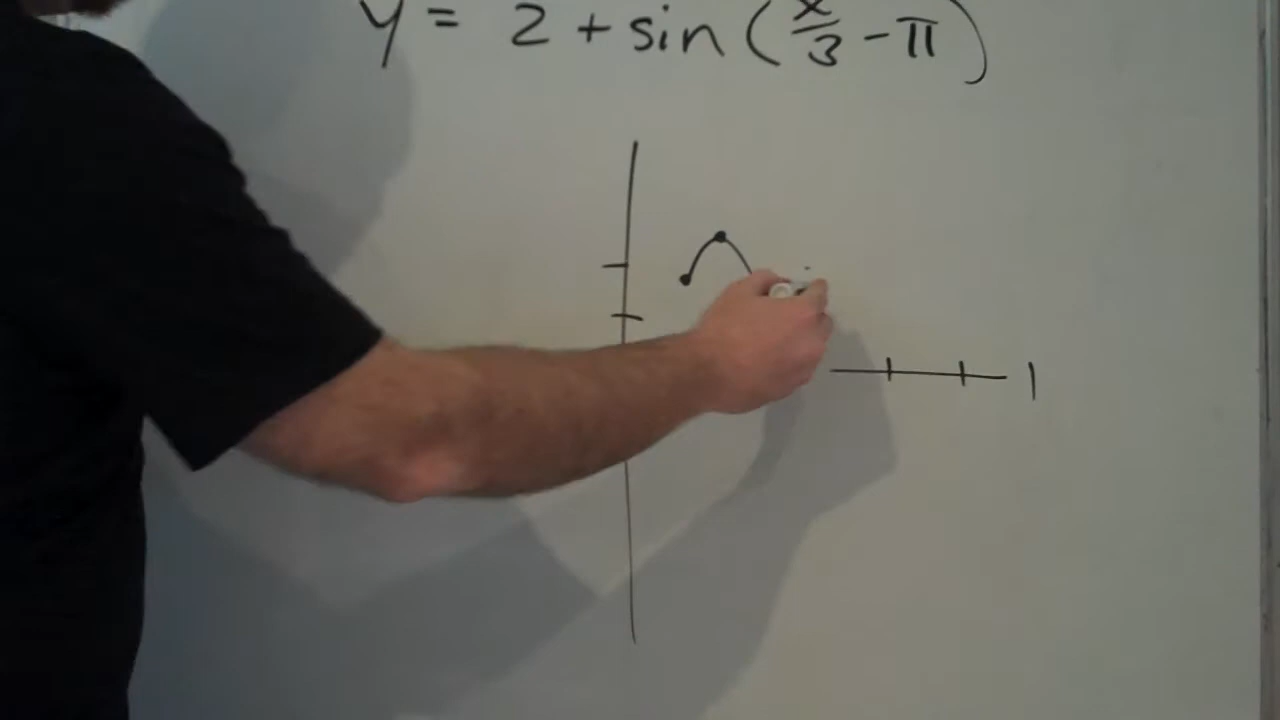 y = 2 + sin (x/3 - π)